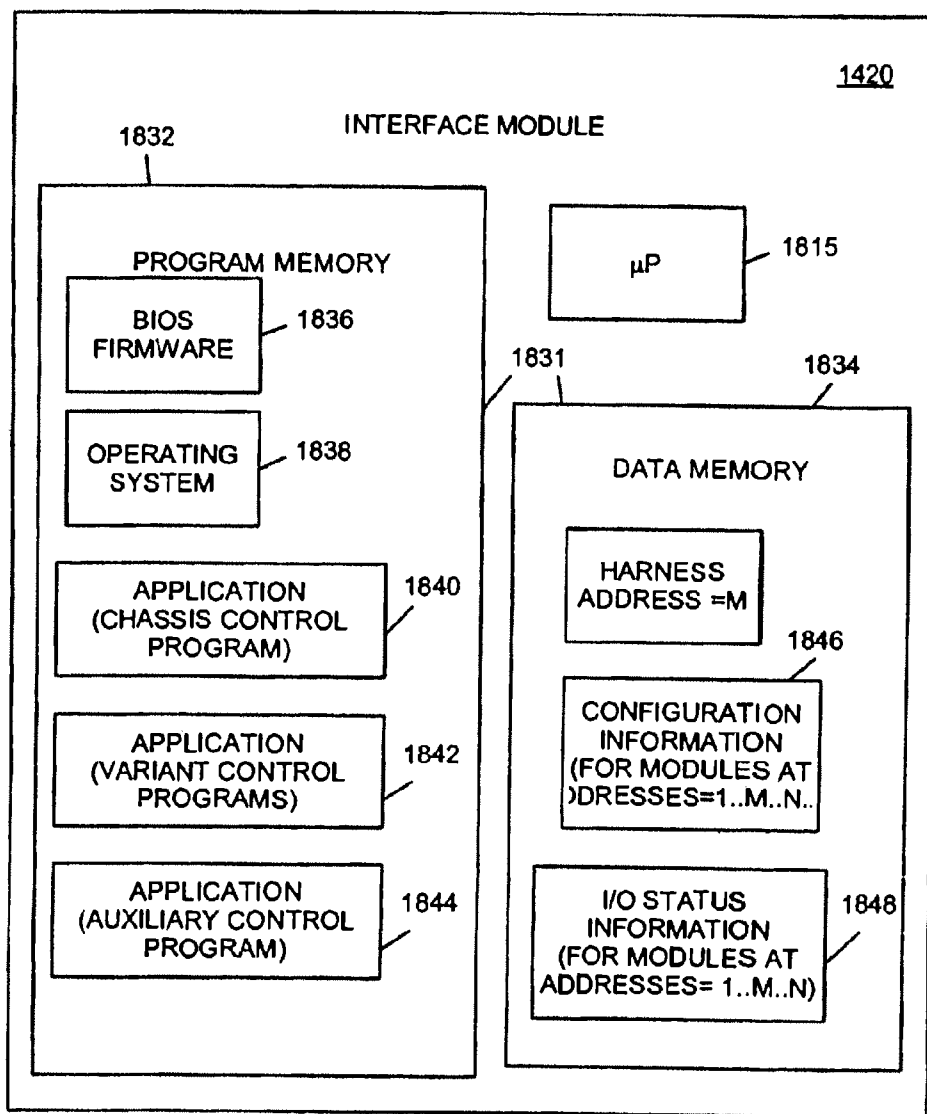 1420
INTERFACE MODULE
1832
PROGRAM MEMORY
BIOS
FIRMWARE
1836
OPERATING
SYSTEM
1838
APPLICATION
(CHASSIS CONTROL
PROGRAM)
1840
APPLICATION
(VARIANT CONTROL
PROGRAMS)
1842
APPLICATION
(AUXILIARY CONTROL
PROGRAM)
1844
µP
1815
1831
1834
DATA MEMORY
HARNESS
ADDRESS =M
1846
CONFIGURATION
INFORMATION
(FOR MODULES AT
DDRESSES=1..M..N..
I/O STATUS
INFORMATION
(FOR MODULES AT
ADDRESSES= 1..M..N)
1848